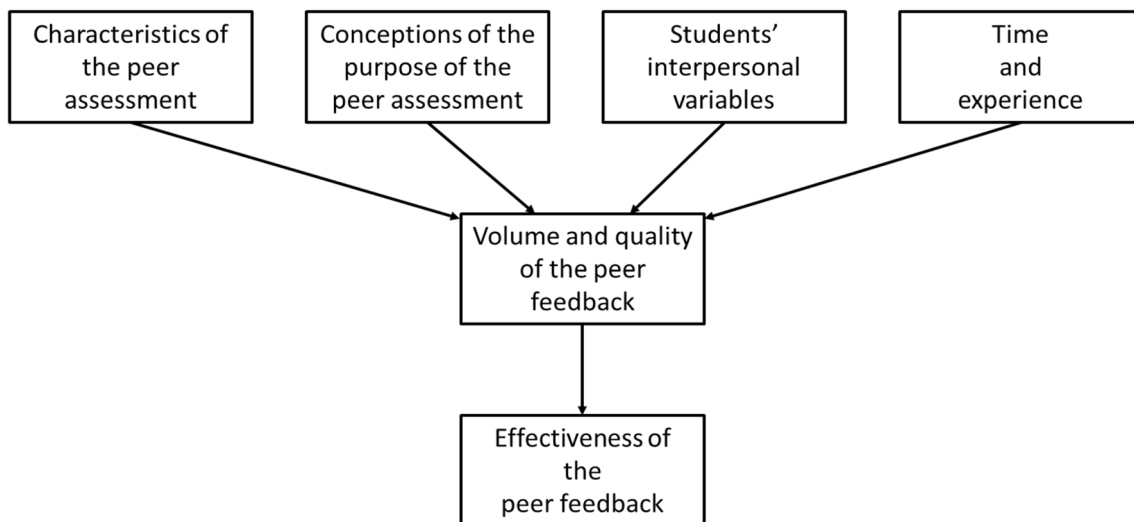 Characteristics of
the peer
assessment
Conceptions of the
purpose of the
peer assessment
Students'
interpersonal
variables
Time
and
experience
Volume and quality
of the peer
feedback
Effectiveness of
the
peer feedback